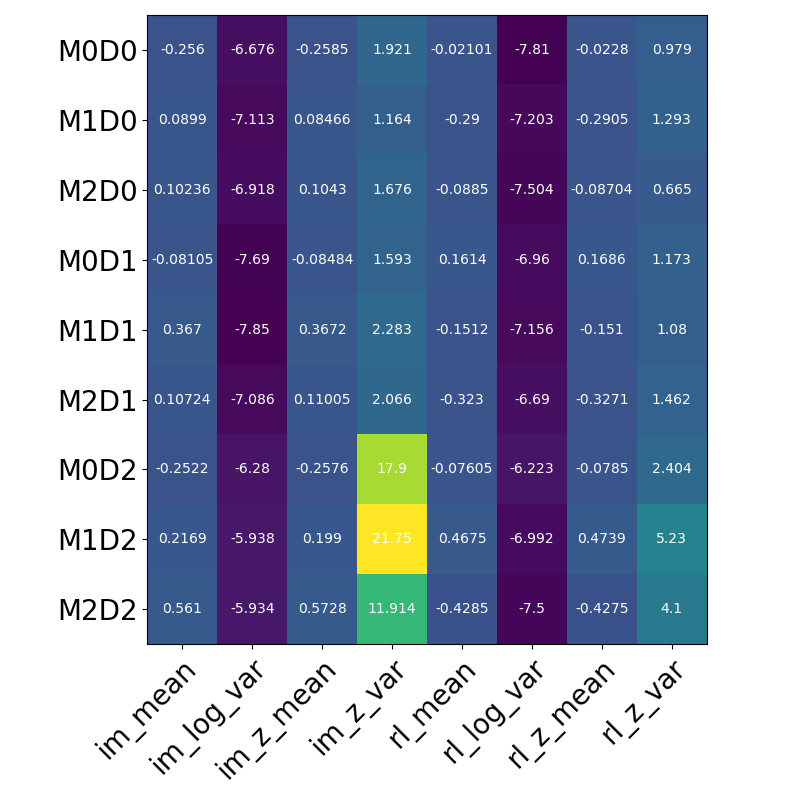 M0D0 -0.256 -6.676 -0.2585 1.921 -0.02101 -7.81 -0.0228 0.979
M1D0 0.0899 -7.113 0.08466 1.164 -0.29 -7.203 -0.2905 1.293
M2D0 0.10236 -6.918 0.1043 1.676 -0.0885 -7.504 -0.08704 0.665
M0D1 -0.08105 -7.69 -0.08484 1.593 0.1614 -6.96 0.1686 1.173
M1D1 0.367 -7.85 0.3672 2.283 -0.1512 -7.156 -0.151 1.08
M2D1 0.10724 -7.086 0.11005 2.066 -0.323 -6.69 -0.3271 1.462
M0D2 -0.2522 -6.28 -0.2576 17.9 -0.07605 -6.223 -0.0785 2.404
M1D2 0.2169 -5.938 0.199 21.75 0.4675 -6.992 0.4739 5.23
M2D2 0.561 -5.934 0.5728 11.914 -0.4285 -7.5 -0.4275 4.1
im_mean im_log_var im_z_mean im_z_var rl_mean rl_log_var rl_z_mean rl_z_var